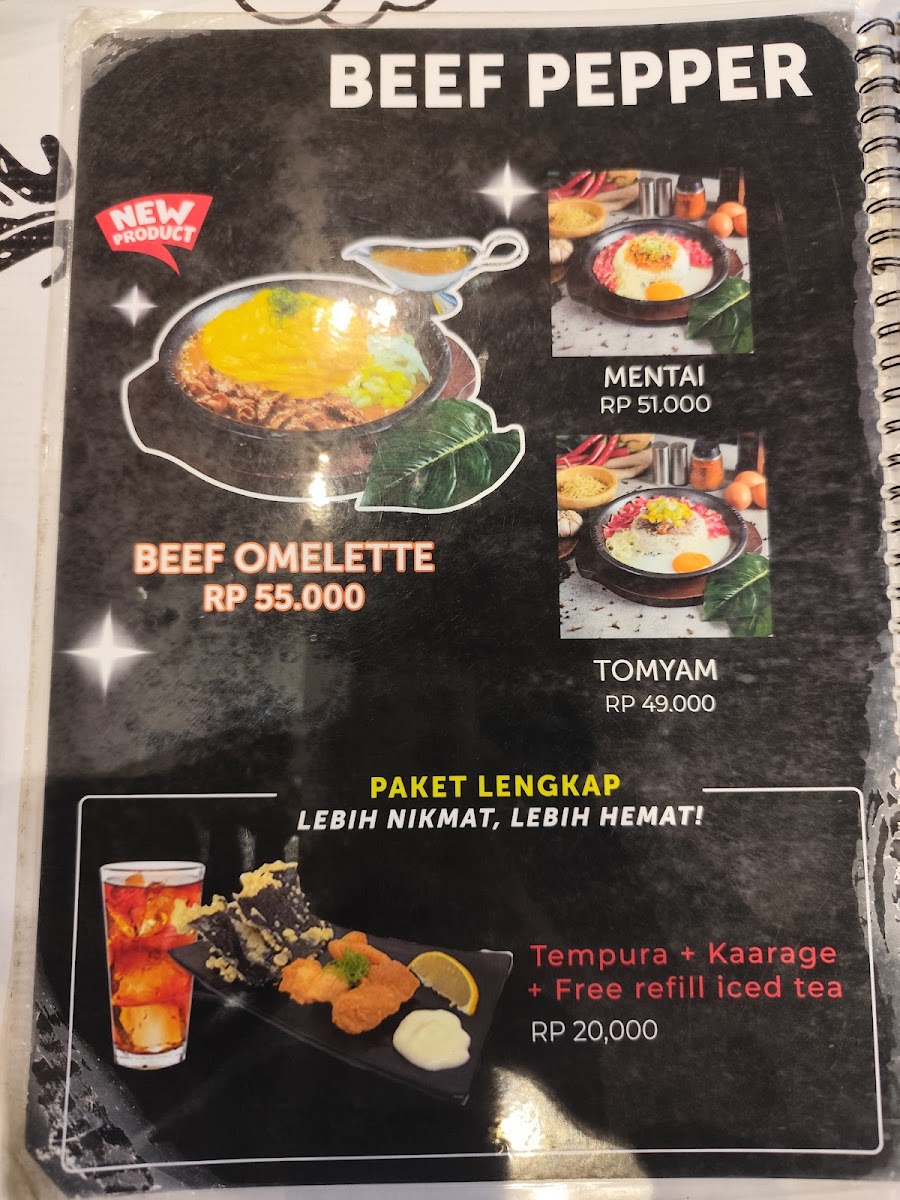 BEEF PEPPER
NEW
PRODUCT
MENTAI
RP 51.000
BEEF OMELETTE
RP 55.000
TOMYAM
RP 49.000
PAKET LENGKAP
LEBIH NIKMAT, LEBIH HEMAT!
Tempura + Kaarage
+ Free refill iced tea
RP 20,000